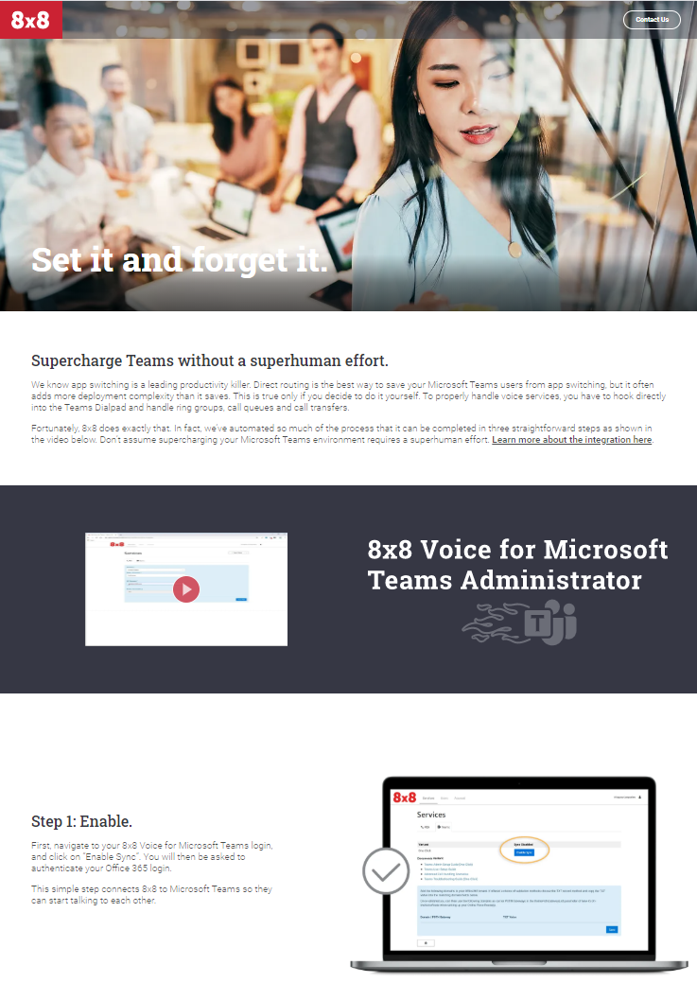 8x8
Contact Us
Set it and forget it.
Supercharge Teams without a superhuman effort.
We know app switching is a leading productivity killer. Direct routing is the best way to save your Microsoft Teams users from app switching, but it often
adds more deployment complexity than it saves. This is true only if you decide to do it yourself. To properly handle voice services, you have to hook directly
into the Teams Dialpad and handle ring groups, call queues and call transfers.
Fortunately, 8x8 does exactly that. In fact, we've automated so much of the process that it can be completed in three straightforward steps as shown in
the video below. Don't assume supercharging your Microsoft Teams environment requires a superhuman effort. Learn more about the integration here.
8x8
Services
8x8 Voice for Microsoft
Teams Administrator
T
Step 1: Enable.
First, navigate to your 8x8 Voice for Microsoft Teams login,
and click on "Enable Sync". You will then be asked to
authenticate your Office 365 login.
This simple step connects 8x8 to Microsoft Teams so they
can start talking to each other.
8x8
Services
Services
Sync Disabled
Enable Sync